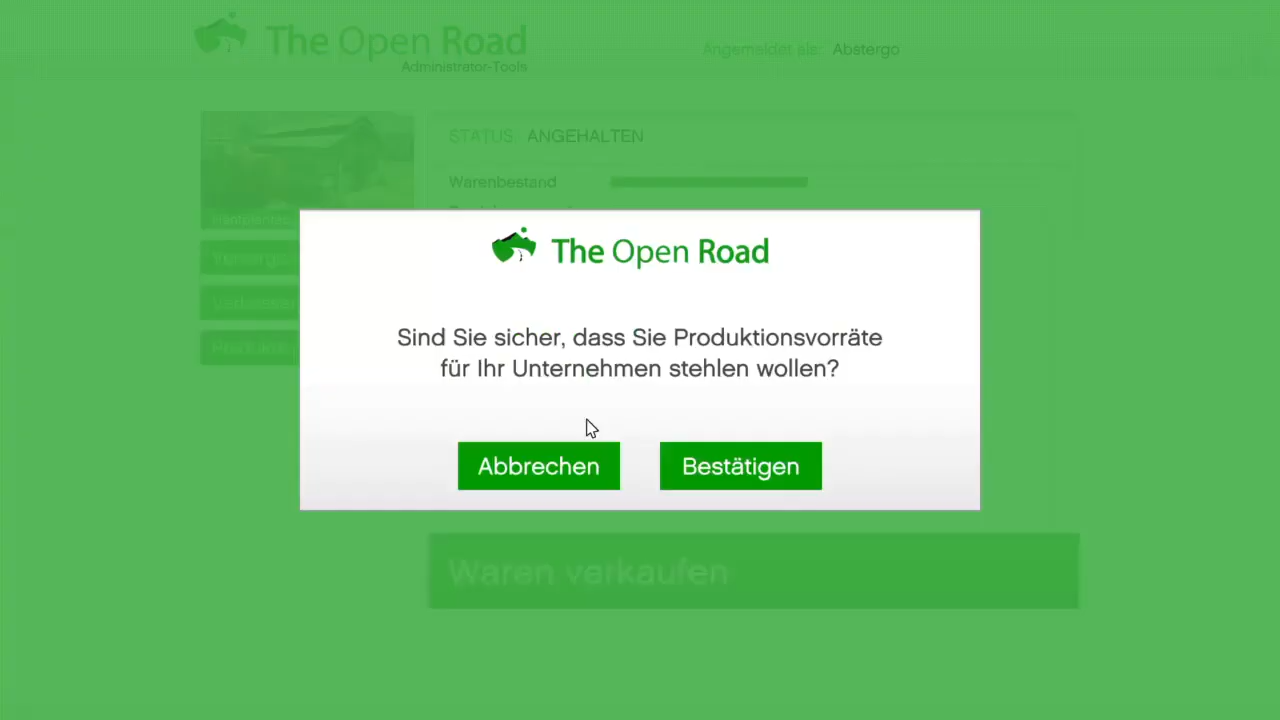 The Open Road
Administrator-Tools
Angemeldet als: Abstergo
STATUS: ANGEHALTEN
Warenbestand
The Open Road
Sind Sie sicher, dass Sie Produktionsvorräte
für Ihr Unternehmen stehlen wollen?
Abbrechen
Bestätigen
Waren verkaufen